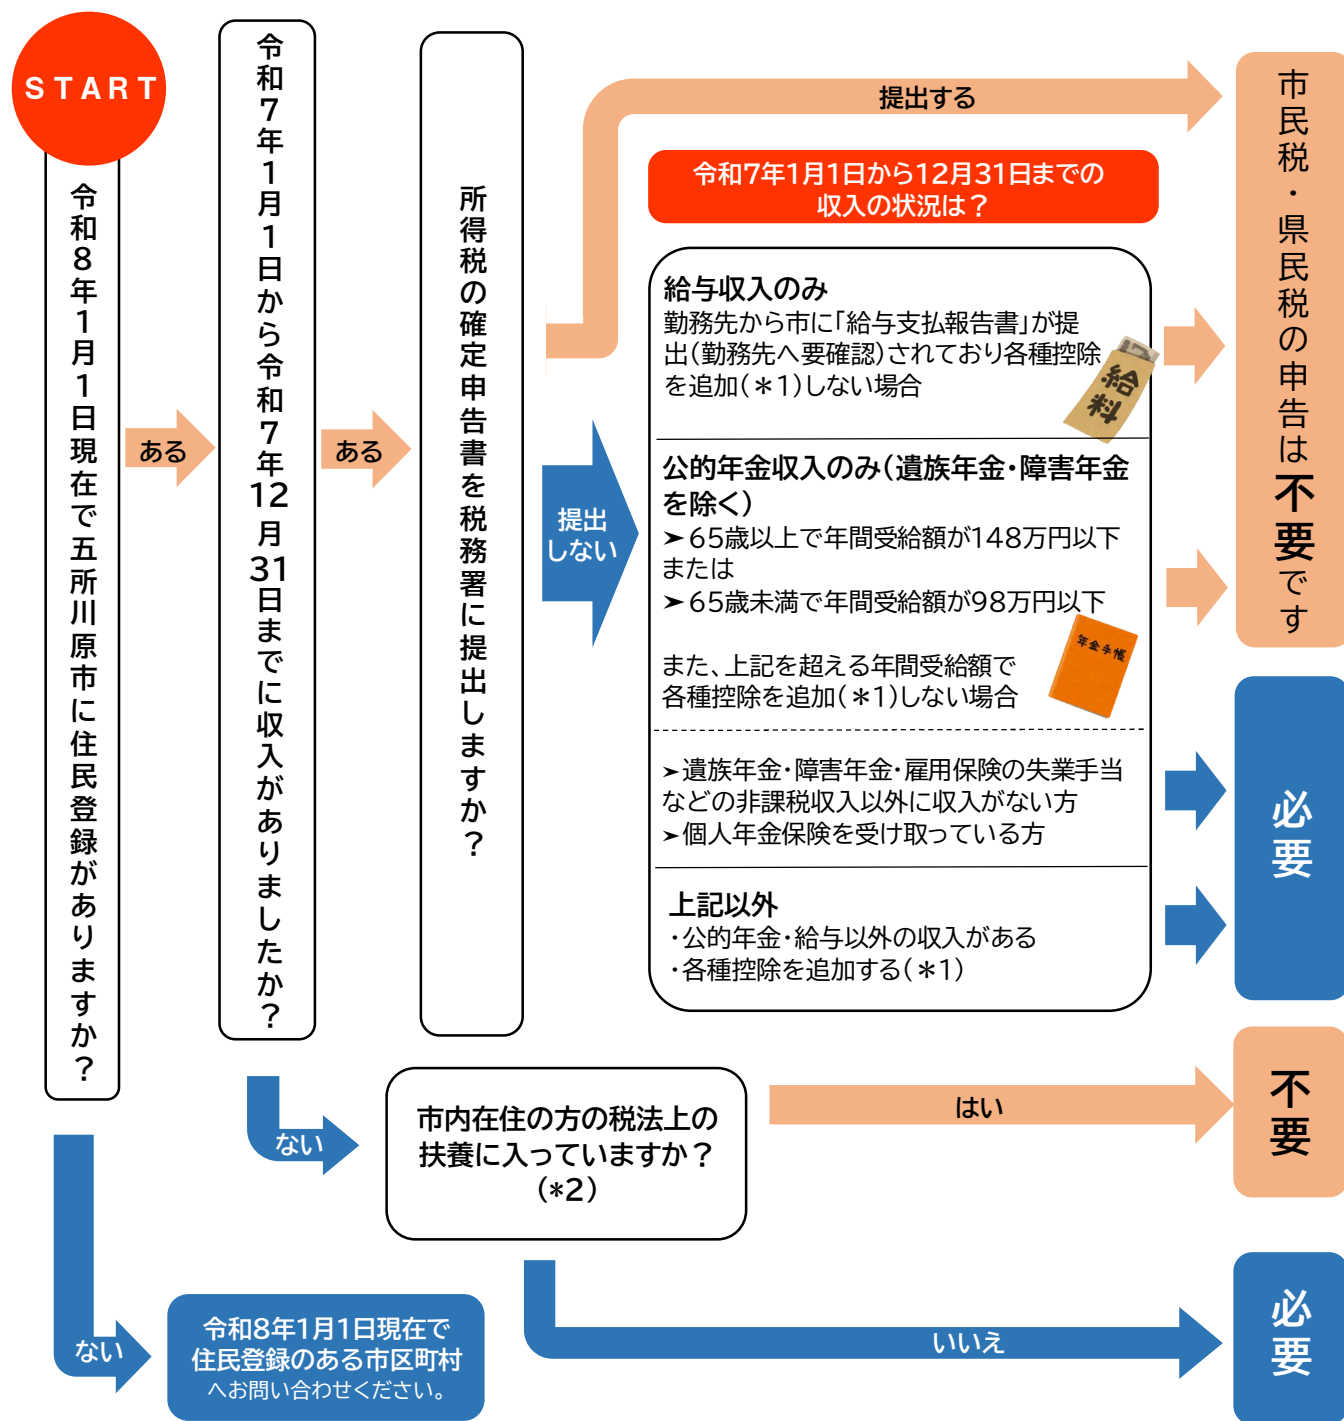 START
令和8年1月1日現在で五所川原市に住民登録がありますか？
ある
令和7年1月1日から令和7年12月31日までに収入がありましたか？
ある
所得税の確定申告書を税務署に提出しますか？
提出する
提出
しない
令和7年1月1日から12月31日までの
収入の状況は？
給与収入のみ
勤務先から市に「給与支払報告書」が提
出（勤務先へ要確認）されており各種控除
を追加（＊1）しない場合
給料
公的年金収入のみ（遺族年金・障害年金
を除く）
➤65歳以上で年間受給額が148万円以下
または
➤65歳未満で年間受給額が98万円以下
年金手帳
また、上記を超える年間受給額で
各種控除を追加（＊1）しない場合
➤遺族年金・障害年金・雇用保険の失業手当
などの非課税収入以外に収入がない方
➤個人年金保険を受け取っている方
上記以外
・公的年金・給与以外の収入がある
・各種控除を追加する（＊1）
市民税・県民税の申告は不要です
必要
ない
市内在住の方の税法上の
扶養に入っていますか？
（*2）
はい
不要
いいえ
必要
ない
令和8年1月1日現在で
住民登録のある市区町村
へお問い合わせください。